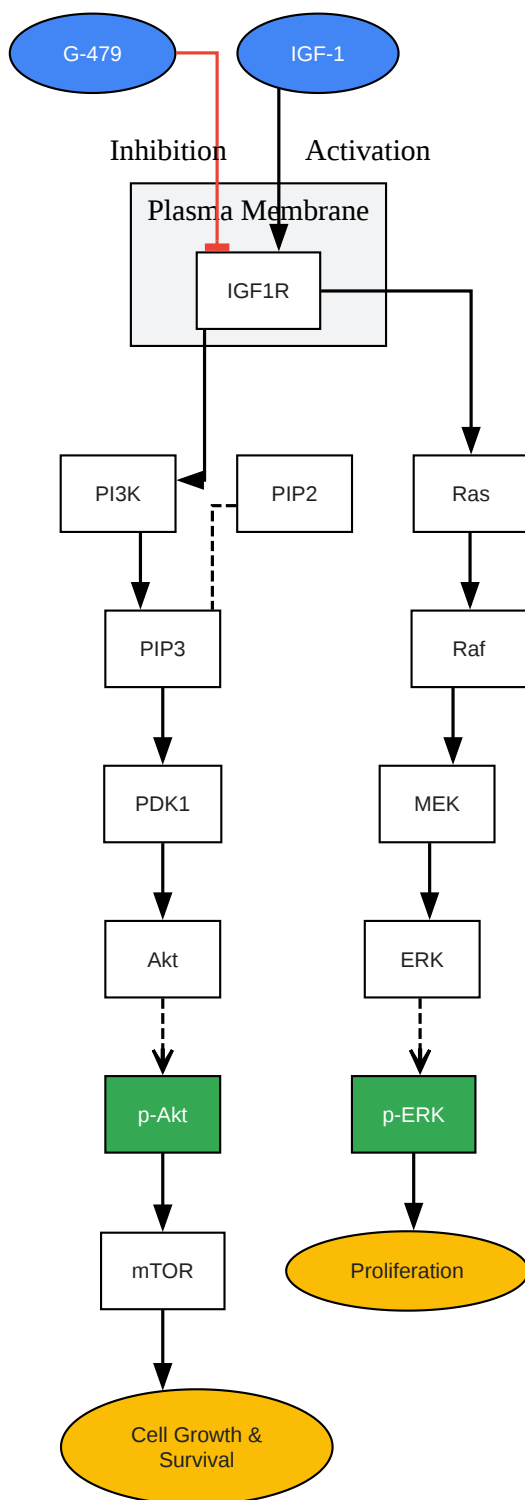 G-479
IGF-1
Inhibition
Activation
Plasma Membrane
IGF1R
PI3K
PIP2
Ras
PIP3
Raf
PDK1
MEK
Akt
ERK
p-Akt
p-ERK
mTOR
Proliferation
Cell Growth &
Survival